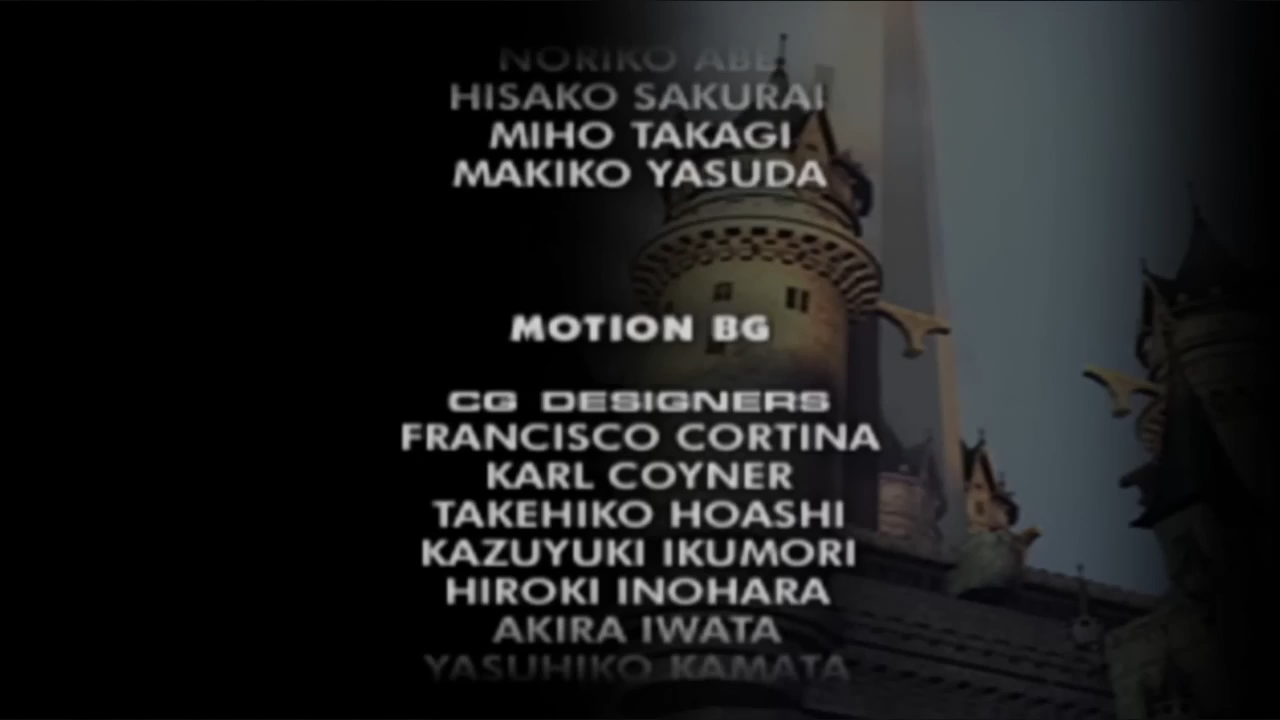 NORIKO ABE
HISAKO SAKURAI
MIHO TAKAGI
MAKIKO YASUDA
MOTION BG
CG DESIGNERS
FRANCISCO CORTINA
KARL COYNER
TAKEHIKO HOASHI
KAZUYUKI IKUMORI
HIROKI INOHARA
AKIRA IWATA
YASUHIKO KAMATA